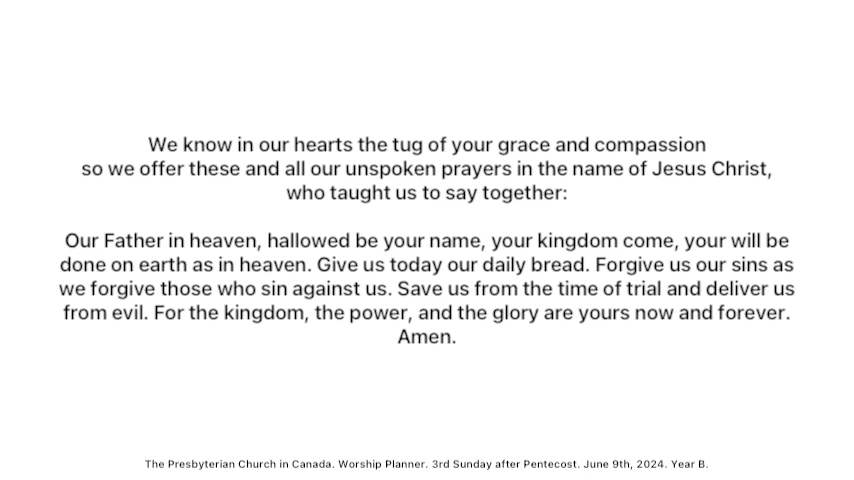 We know in our hearts the tug of your grace and compassion
so we offer these and all our unspoken prayers in the name of Jesus Christ,
who taught us to say together:
Our Father in heaven, hallowed be your name, your kingdom come, your will be
done on earth as in heaven. Give us today our daily bread. Forgive us our sins as
we forgive those who sin against us. Save us from the time of trial and deliver us
from evil. For the kingdom, the power, and the glory are yours now and forever.
Amen.
The Presbyterian Church in Canada. Worship Planner. 3rd Sunday after Pentecost. June 9th, 2024. Year B.